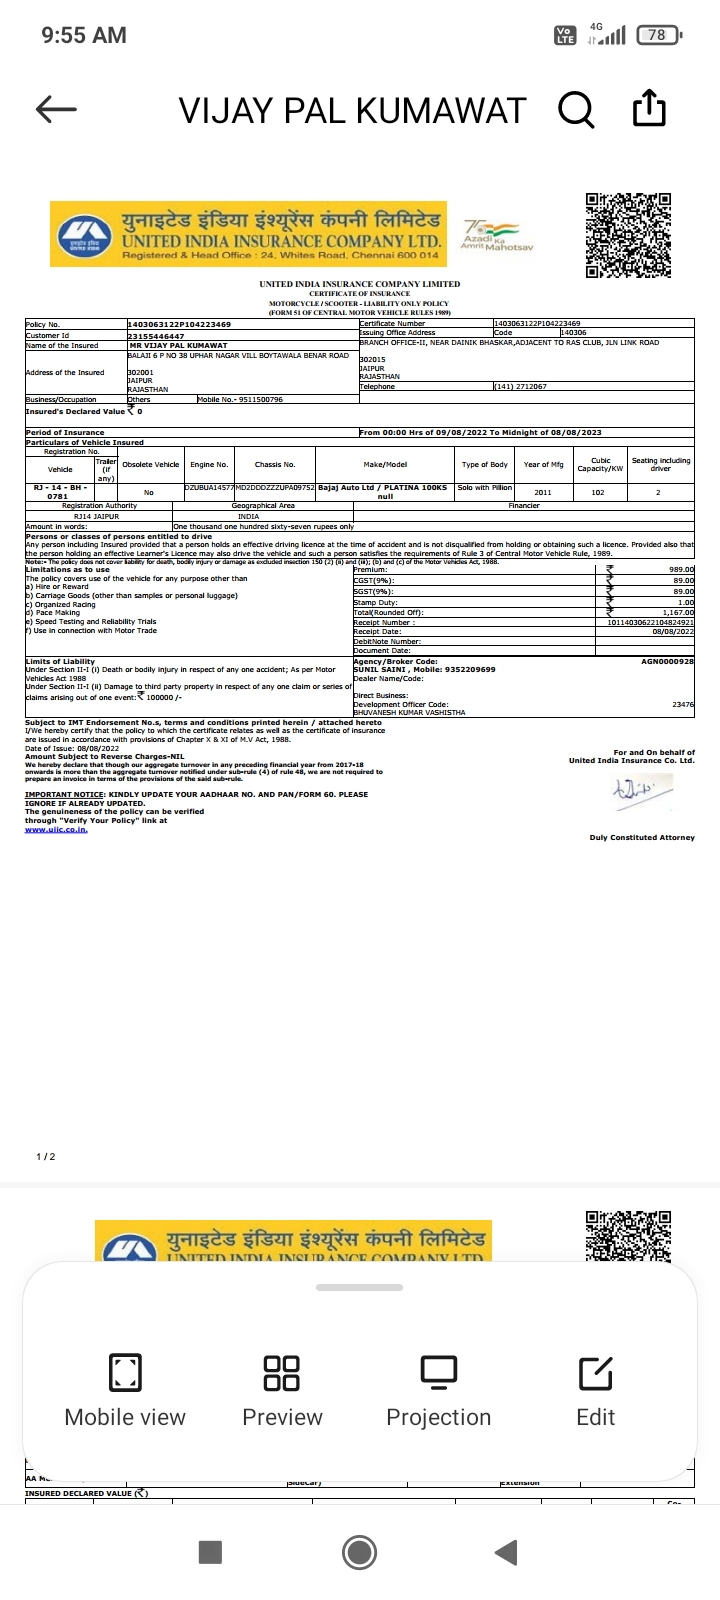 9:55 AM
Vo LTE 4G 78
VIJAY PAL KUMAWAT
युनाइटेड इंडिया इंश्यूरेंस कंपनी लिमिटेड
UNITED INDIA INSURANCE COMPANY LTD.
Registered & Head Office : 24, Whites Road, Chennai 600 014
Azadi Ka Amrit Mahotsav
UNITED INDIA INSURANCE COMPANY LIMITED
CERTIFICATE OF INSURANCE
MOTORCYCLE / SCOOTER - LIABILITY ONLY POLICY
(FORM 51 OF CENTRAL MOTOR VEHICLE RULES 1989)
Policy No. 1403063122P104223469 Certificate Number 1403063122P104223469
Customer Id 23155446447 Issuing Office Address Code 140306
Name of the Insured MR VIJAY PAL KUMAWAT
BRANCH OFFICE-II, NEAR DAINIK BHASKAR,ADJACENT TO RAS CLUB, JLN LINK ROAD
302015
JAIPUR
RAJASTHAN
Address of the Insured
BALAJI 6 P NO 38 UPHAR NAGAR VILL BOYTAWALA BENAR ROAD
302001
JAIPUR
RAJASTHAN
Telephone (141) 2712067
Business/Occupation Others Mobile No.- 9511500796
Insured's Declared Value ₹ 0
Period of Insurance From 00:00 Hrs of 09/08/2022 To Midnight of 08/08/2023
Particulars of Vehicle Insured
Registration No.
Vehicle Trailer (if any) Obsolete Vehicle Engine No. Chassis No. Make/Model Type of Body Year of Mfg Cubic Capacity/KW Seating including driver
RJ - 14 - BH - 0781 No DZUBUA14577 MD2DDDZZZUPA09752 Bajaj Auto Ltd / PLATINA 100KS null Solo with Pillion 2011 102 2
Registration Authority Geographical Area Financier
RJ14 JAIPUR INDIA
Amount in words: One thousand one hundred sixty-seven rupees only
Persons or classes of persons entitled to drive
Any person including Insured provided that a person holds an effective driving licence at the time of accident and is not disqualified from holding or obtaining such a licence. Provided also that
the person holding an effective Learner's Licence may also drive the vehicle and such a person satisfies the requirements of Rule 3 of Central Motor Vehicle Rule, 1989.
Note:- The policy does not cover liability for death, bodily injury or damage as excluded insection 150 (2) (ii) and (iii); (b) and (c) of the Motor Vehicles Act, 1988.
Limitations as to use
The policy covers use of the vehicle for any purpose other than
a) Hire or Reward
b) Carriage Goods (other than samples or personal luggage)
c) Organized Racing
d) Pace Making
e) Speed Testing and Reliability Trials
f) Use in connection with Motor Trade
Premium: ₹ 989.00
CGST(9%): ₹ 89.00
SGST(9%): ₹ 89.00
Stamp Duty: ₹ 1.00
Total(Rounded Off): ₹ 1,167.00
Receipt Number : 10114030622104824921
Receipt Date: 08/08/2022
DebitNote Number:
Document Date:
Limits of Liability
Under Section II-I (i) Death or bodily injury in respect of any one accident; As per Motor
Vehicles Act 1988
Under Section II-I (ii) Damage to third party property in respect of any one claim or series of
claims arising out of one event:₹ 100000 /-
Agency/Broker Code: AGN0000928
SUNIL SAINI , Mobile: 9352209699
Dealer Name/Code:
Direct Business:
Development Officer Code: 23476
BHUVANESH KUMAR VASHISTHA
Subject to IMT Endorsement No.s, terms and conditions printed herein / attached hereto
I/We hereby certify that the policy to which the certificate relates as well as the certificate of insurance
are issued in accordance with provisions of Chapter X & XI of M.V Act, 1988.
Date of Issue: 08/08/2022
Amount Subject to Reverse Charges-NIL
We hereby declare that though our aggregate turnover in any preceding financial year from 2017-18
onwards is more than the aggregate turnover notified under sub-rule (4) of rule 48, we are not required to
prepare an invoice in terms of the provisions of the said sub-rule.
For and On behalf of
United India Insurance Co. Ltd.
IMPORTANT NOTICE: KINDLY UPDATE YOUR AADHAAR NO. AND PAN/FORM 60. PLEASE
IGNORE IF ALREADY UPDATED.
The genuineness of the policy can be verified
through "Verify Your Policy" link at
www.uiic.co.in.
Duly Constituted Attorney
1 / 2
युनाइटेड इंडिया इंश्यूरेंस कंपनी लिमिटेड
UNITED INDIA INSURANCE COMPANY LTD
Mobile view Preview Projection Edit
AA
Sidecar) Extension
INSURED DECLARED VALUE (₹)